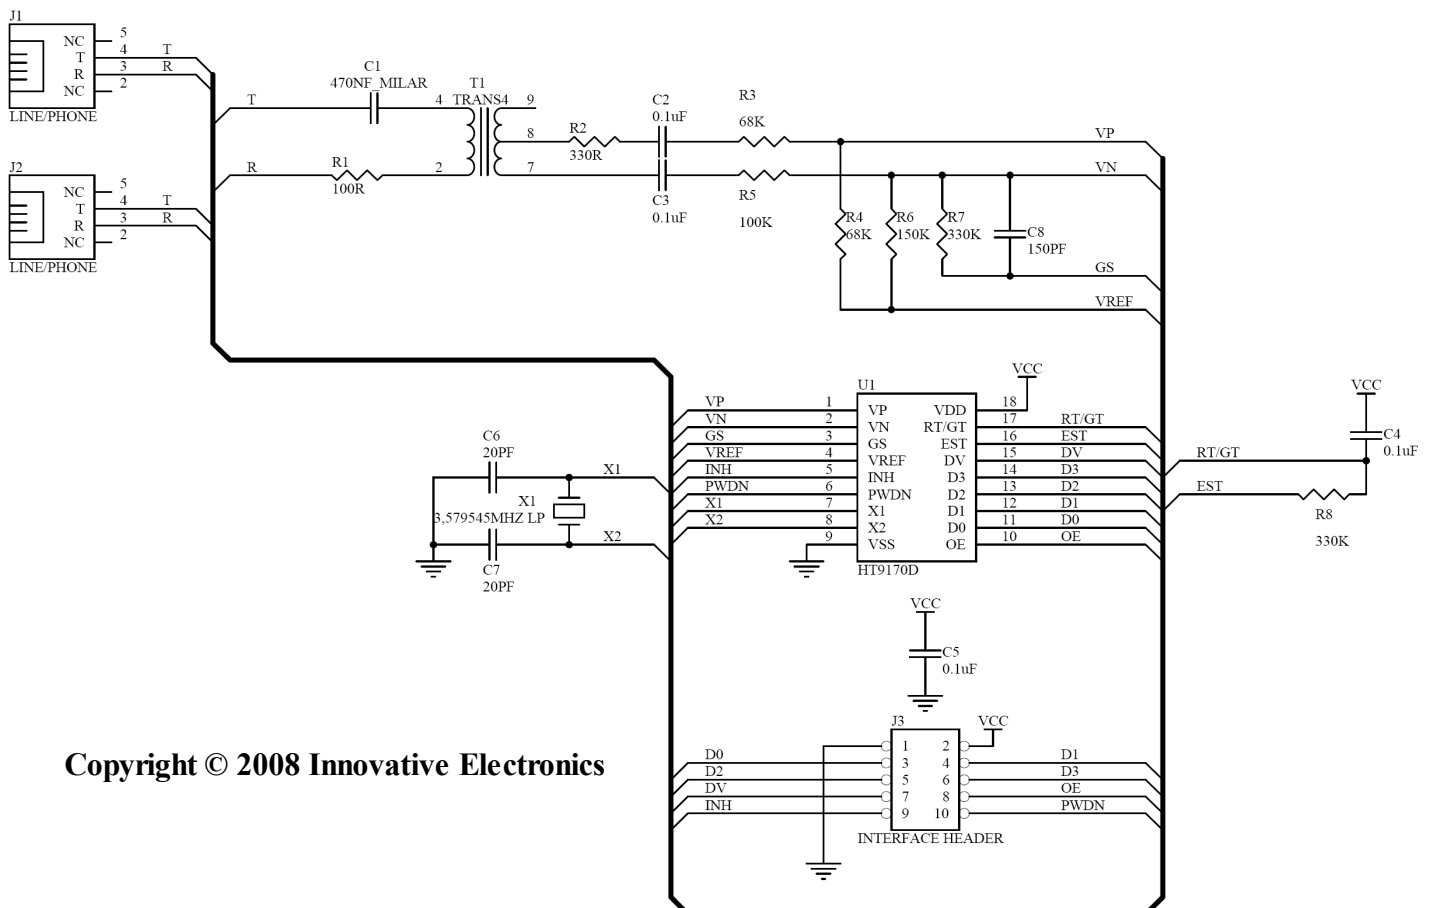 J1
NC 5
T 4 T
R 3 R
NC 2
LINE/PHONE
J2
NC 5
T 4 T
R 3 R
NC 2
LINE/PHONE
T
R
C1
470NF_MILAR
R1
100R
T1
TRANS4
4
2
9
8
7
R2
330R
C2
0.1uF
C3
0.1uF
R3
68K
R5
100K
VP
VN
R4
68K
R6
150K
R7
330K
C8
150PF
GS
VREF
C6
20PF
X1
X1
3,579545MHZ LP
X2
C7
20PF
U1
VCC
VP 1 VP VDD 18
VN 2 VN RT/GT 17 RT/GT
GS 3 GS EST 16 EST
VREF 4 VREF DV 15 DV
INH 5 INH D3 14 D3
PWDN 6 PWDN D2 13 D2
X1 7 X1 D1 12 D1
X2 8 X2 D0 11 D0
9 VSS OE 10 OE
HT9170D
VCC
C4
0.1uF
RT/GT
EST
R8
330K
VCC
C5
0.1uF
J3
VCC
1 2
D0 3 4 D1
D2 5 6 D3
DV 7 8 OE
INH 9 10 PWDN
INTERFACE HEADER
Copyright © 2008 Innovative Electronics